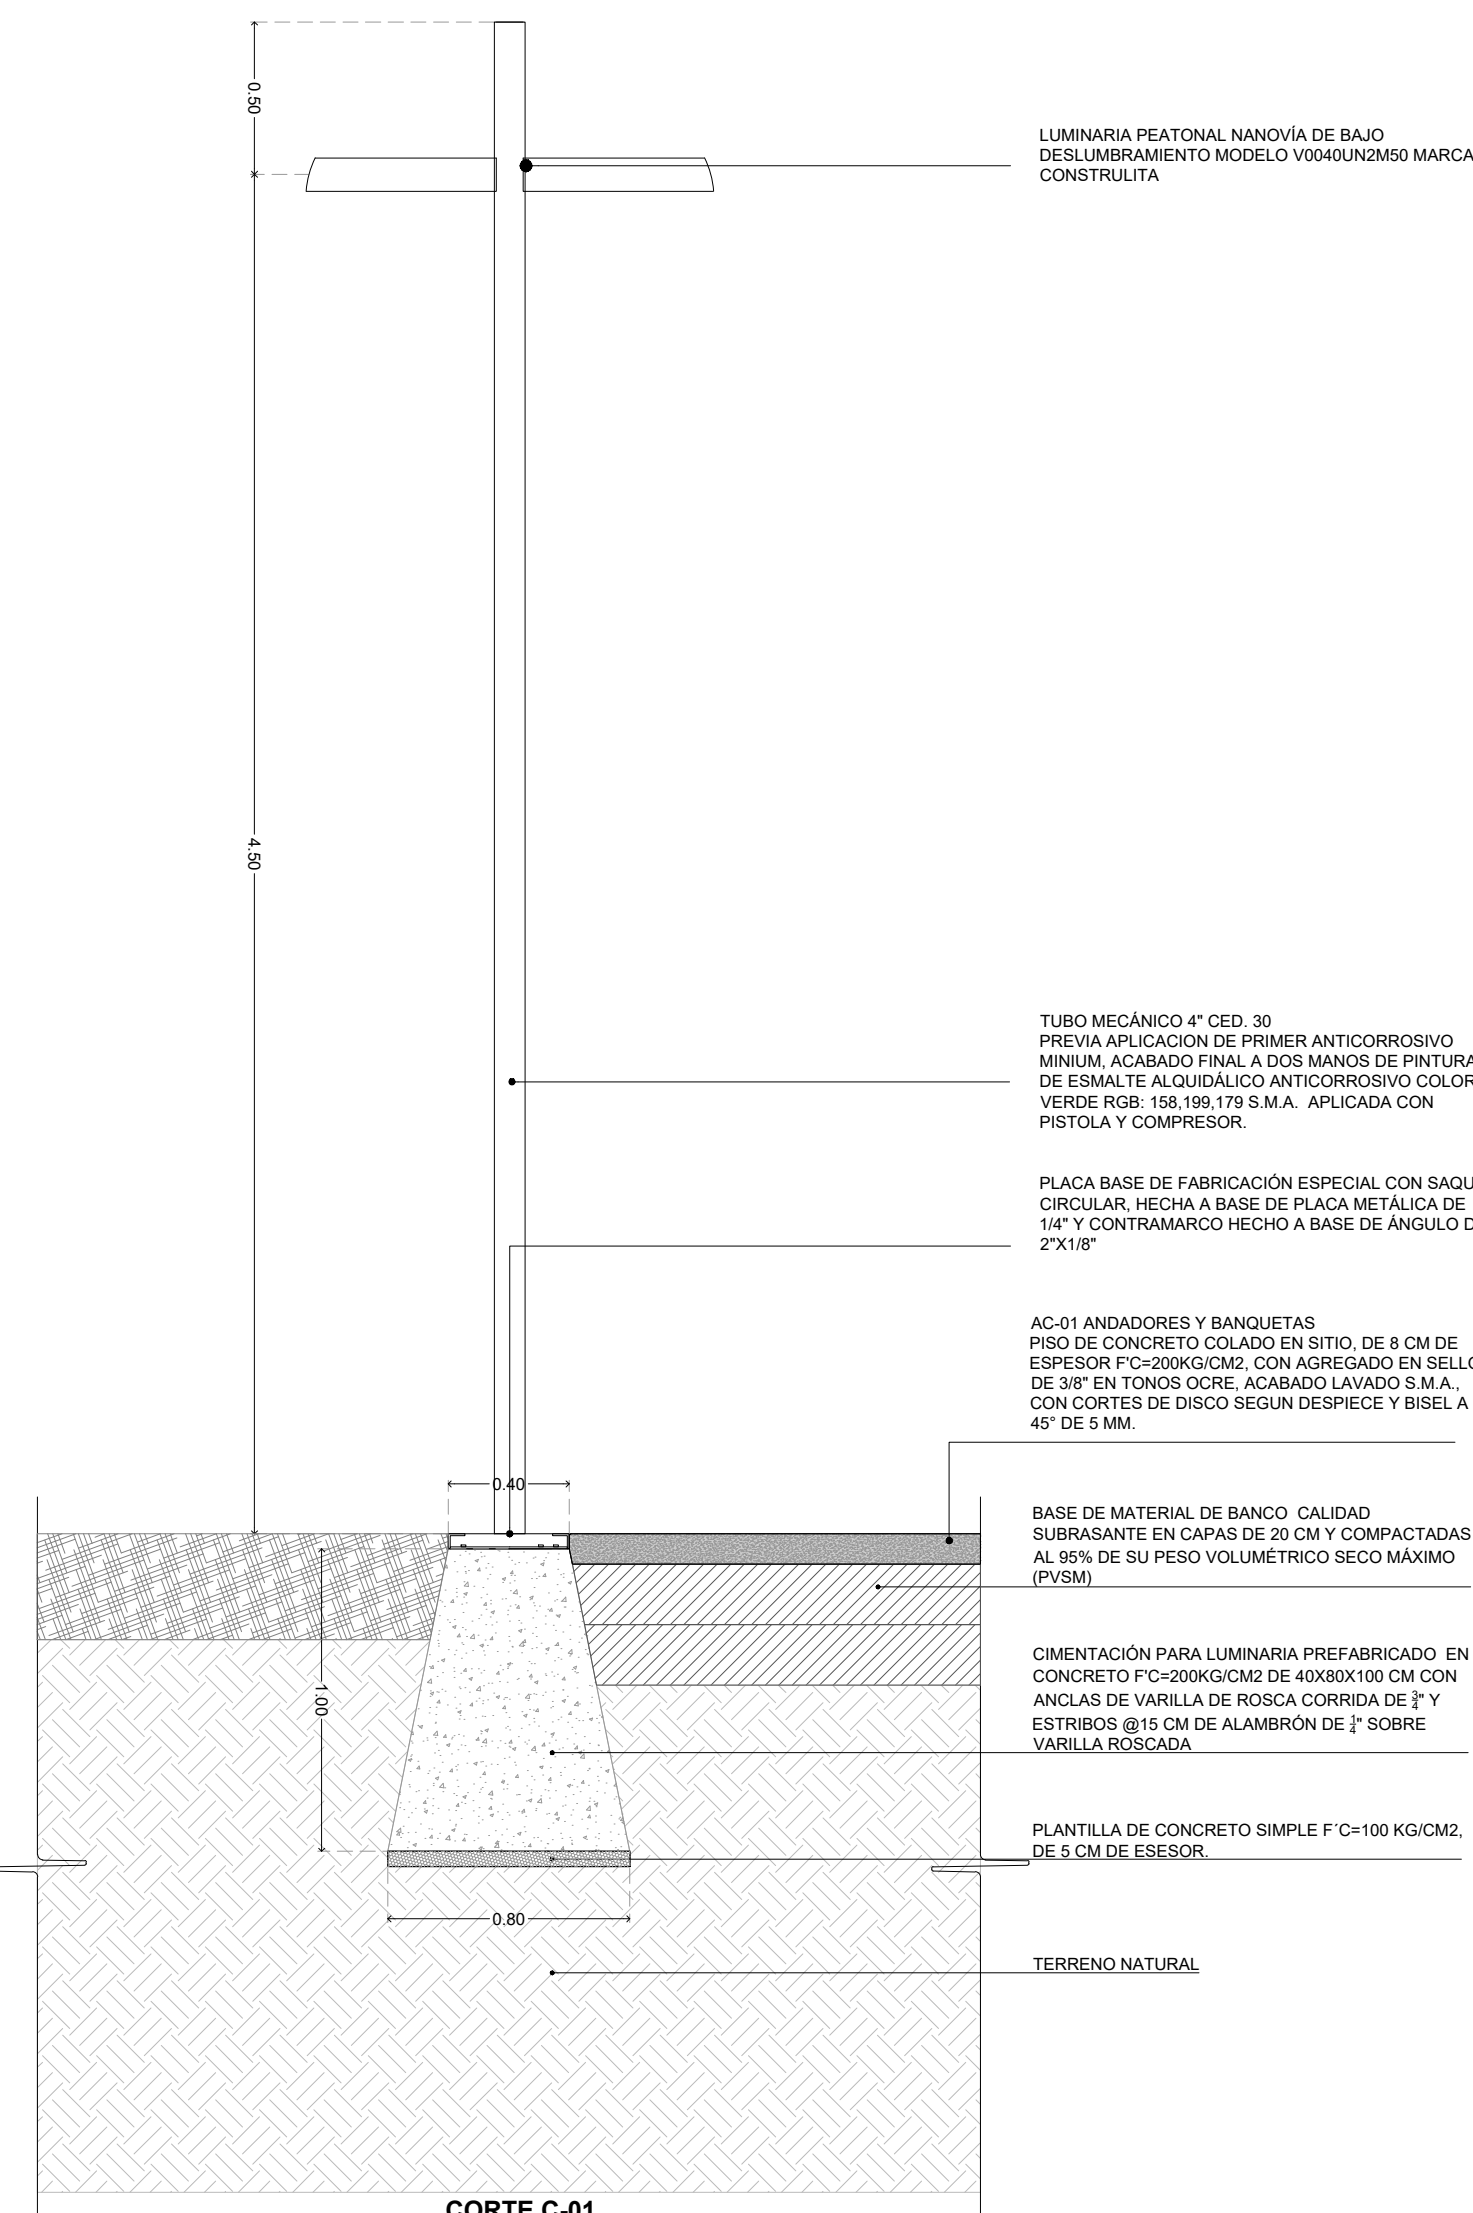 0.50
LUMINARIA PEATONAL NANOVÍA DE BAJO
DESLUMBRAMIENTO MODELO V0040UN2M50 MARCA
CONSTRULITA
4.50
TUBO MECÁNICO 4" CED. 30
PREVIA APLICACION DE PRIMER ANTICORROSIVO
MINIUM, ACABADO FINAL A DOS MANOS DE PINTURA
DE ESMALTE ALQUIDÁLICO ANTICORROSIVO COLOR
VERDE RGB: 158,199,179 S.M.A. APLICADA CON
PISTOLA Y COMPRESOR.
PLACA BASE DE FABRICACIÓN ESPECIAL CON SAQU
CIRCULAR, HECHA A BASE DE PLACA METÁLICA DE
1/4" Y CONTRAMARCO HECHO A BASE DE ÁNGULO D
2"X1/8"
AC-01 ANDADORES Y BANQUETAS
PISO DE CONCRETO COLADO EN SITIO, DE 8 CM DE
ESPESOR F'C=200KG/CM2, CON AGREGADO EN SELLO
DE 3/8" EN TONOS OCRE, ACABADO LAVADO S.M.A.,
CON CORTES DE DISCO SEGUN DESPIECE Y BISEL A
45° DE 5 MM.
0.40
BASE DE MATERIAL DE BANCO CALIDAD
SUBRASANTE EN CAPAS DE 20 CM Y COMPACTADAS
AL 95% DE SU PESO VOLUMÉTRICO SECO MÁXIMO
(PVSM)
1.00
CIMENTACIÓN PARA LUMINARIA PREFABRICADO EN
CONCRETO F'C=200KG/CM2 DE 40X80X100 CM CON
ANCLAS DE VARILLA DE ROSCA CORRIDA DE 3/4" Y
ESTRIBOS @15 CM DE ALAMBRÓN DE 1/4" SOBRE
VARILLA ROSCADA
PLANTILLA DE CONCRETO SIMPLE F´C=100 KG/CM2,
DE 5 CM DE ESESOR.
0.80
TERRENO NATURAL
CORTE C-01